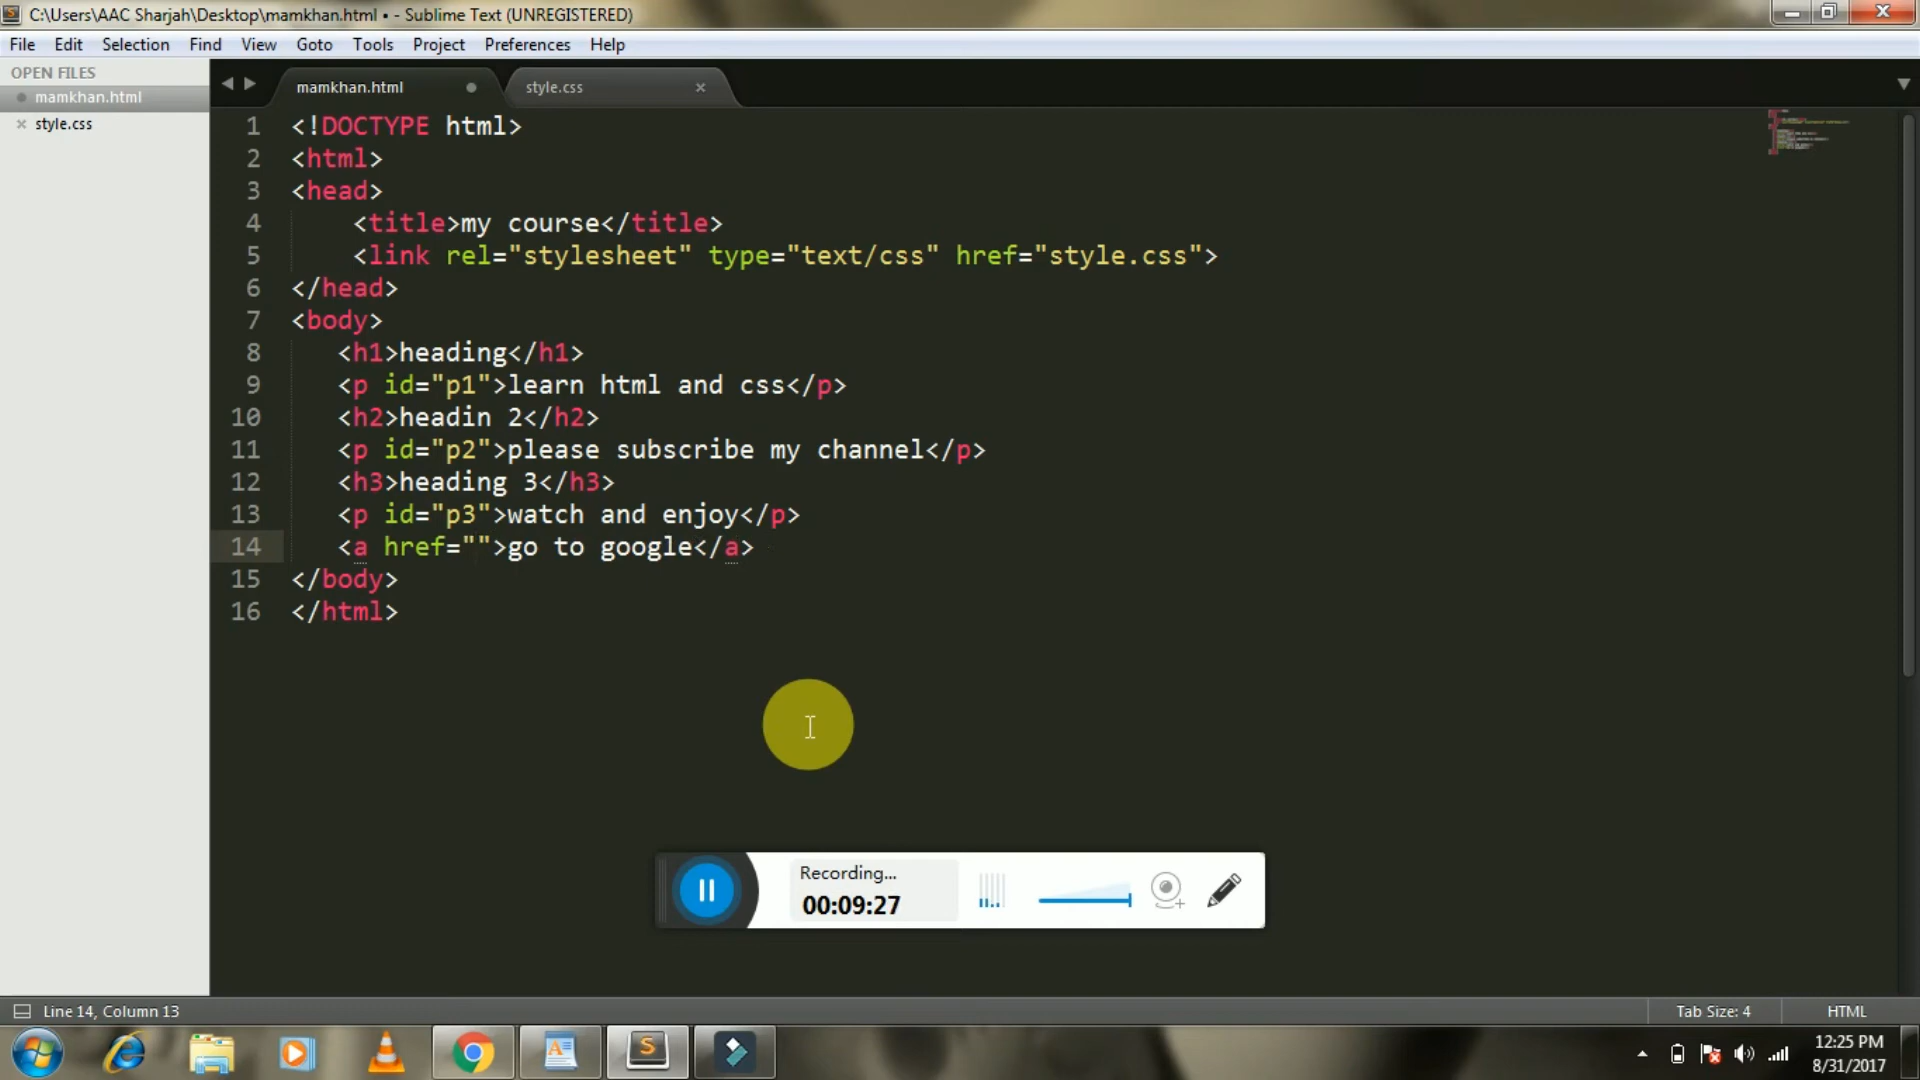 C:\Users\AAC Sharjah\Desktop\mamkhan.html • - Sublime Text (UNREGISTERED)
File Edit Selection Find View Goto Tools Project Preferences Help
OPEN FILES
mamkhan.html
style.css
mamkhan.html style.css
1 <!DOCTYPE html>
2 <html>
3 <head>
4 <title>my course</title>
5 <link rel="stylesheet" type="text/css" href="style.css">
6 </head>
7 <body>
8 <h1>heading</h1>
9 <p id="p1">learn html and css</p>
10 <h2>headin 2</h2>
11 <p id="p2">please subscribe my channel</p>
12 <h3>heading 3</h3>
13 <p id="p3">watch and enjoy</p>
14 <a href="">go to google</a>
15 </body>
16 </html>
Recording...
00:09:27
Line 14, Column 13 Tab Size: 4 HTML
12:25 PM
8/31/2017